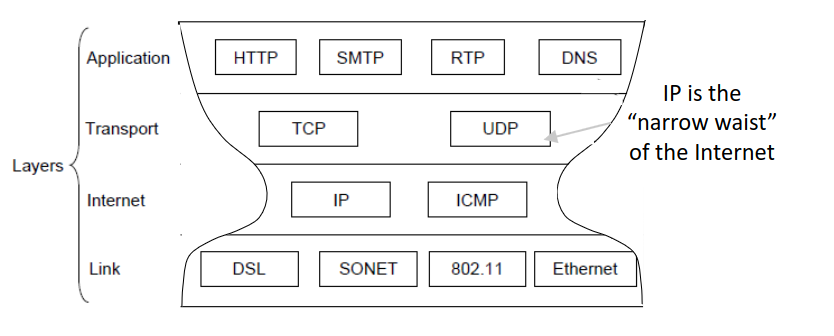 Application
HTTP
SMTP
RTP
DNS
IP is the
“narrow waist”
of the Internet
Transport
TCP
UDP
Layers
Internet
IP
ICMP
Link
DSL
SONET
802.11
Ethernet